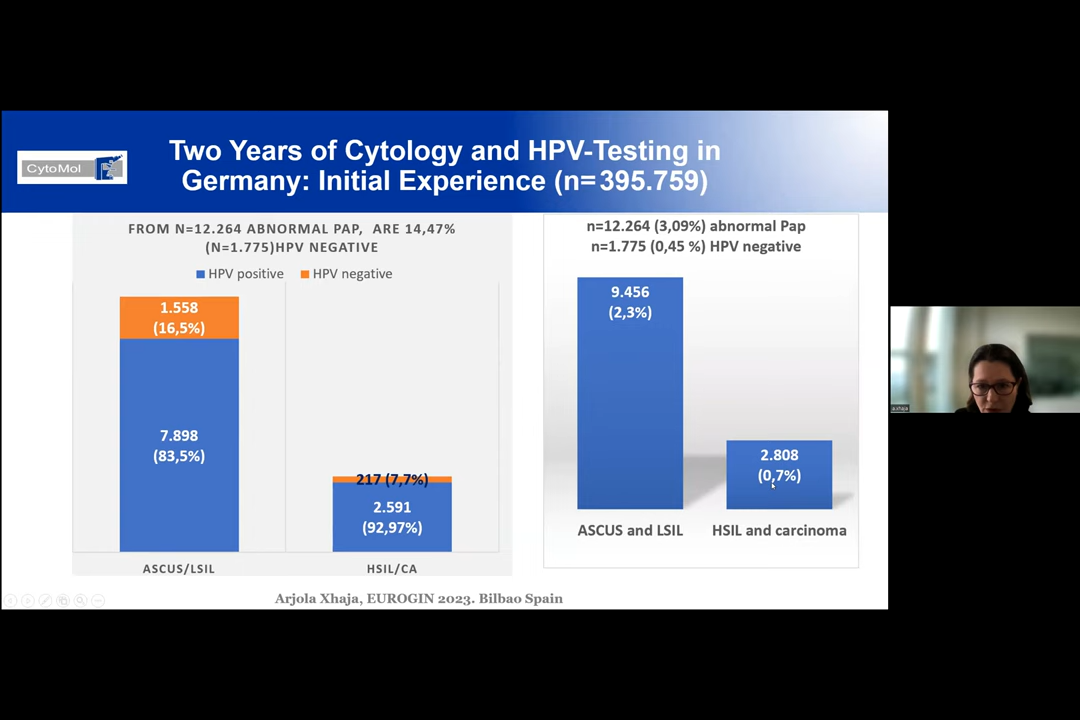 CytoMol
Two Years of Cytology and HPV-Testing in
Germany: Initial Experience (n=395.759)
FROM N=12.264 ABNORMAL PAP, ARE 14,47%
(N=1.775)HPV NEGATIVE
HPV positive HPV negative
1.558
(16,5%)
7.898
(83,5%)
217 (7,7%)
2.591
(92,97%)
ASCUS/LSIL HSIL/CA
n=12.264 (3,09%) abnormal Pap
n=1.775 (0,45 %) HPV negative
9.456
(2,3%)
2.808
(0,7%)
ASCUS and LSIL HSIL and carcinoma
Arjola Xhaja, EUROGIN 2023. Bilbao Spain
a.xhaja